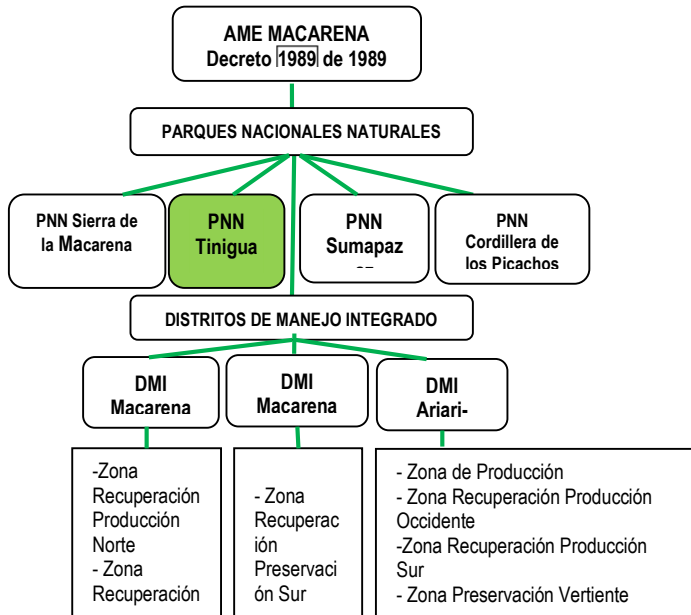 AME MACARENA
Decreto 1989 de 1989
PARQUES NACIONALES NATURALES
PNN Sierra de
la Macarena
PNN
Tinigua
PNN
Sumapaz
PNN
Cordillera de
los Picachos
DISTRITOS DE MANEJO INTEGRADO
DMI
Macarena
DMI
Macarena
DMI
Ariari-
-Zona
Recuperación
Producción
Norte
- Zona
Recuperación
- Zona
Recuperac
ión
Preservaci
ón Sur
- Zona de Producción
- Zona Recuperación Producción
Occidente
-Zona Recuperación Producción
Sur
- Zona Preservación Vertiente